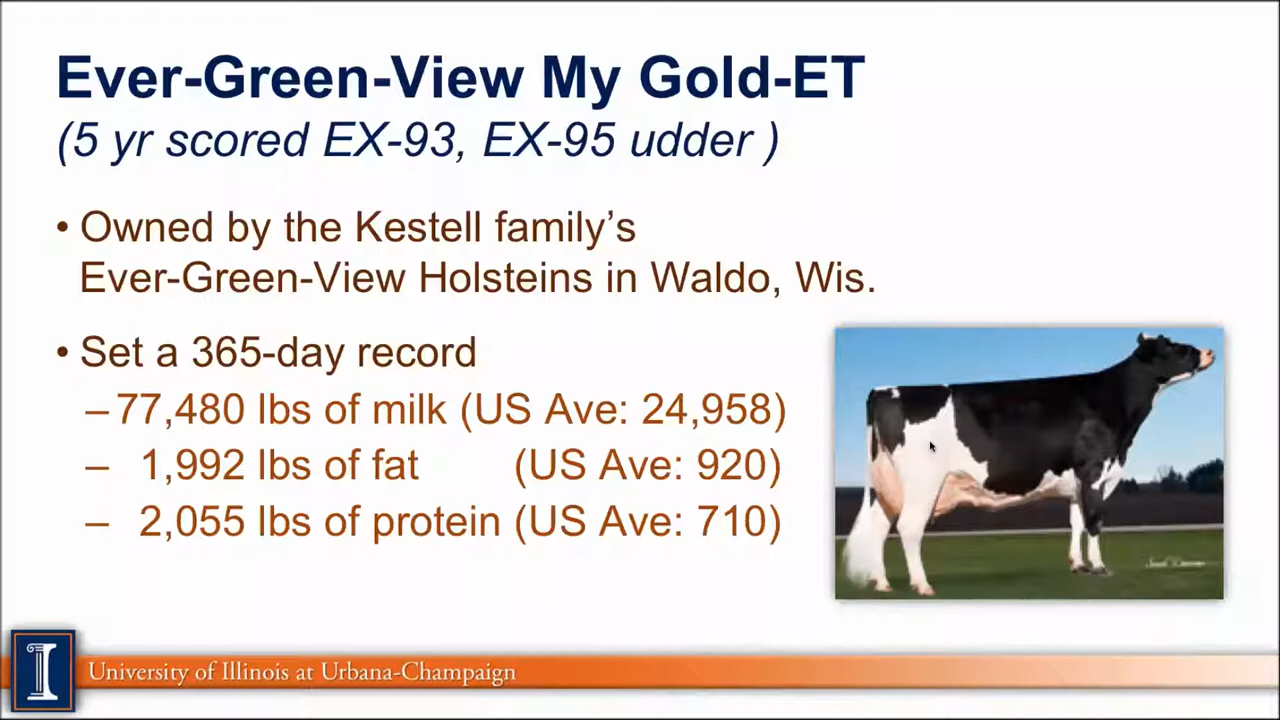 Ever-Green-View My Gold-ET
(5 yr scored EX-93, EX-95 udder )
• Owned by the Kestell family’s
Ever-Green-View Holsteins in Waldo, Wis.
• Set a 365-day record
– 77,480 lbs of milk (US Ave: 24,958)
– 1,992 lbs of fat (US Ave: 920)
– 2,055 lbs of protein (US Ave: 710)
I
University of Illinois at Urbana-Champaign